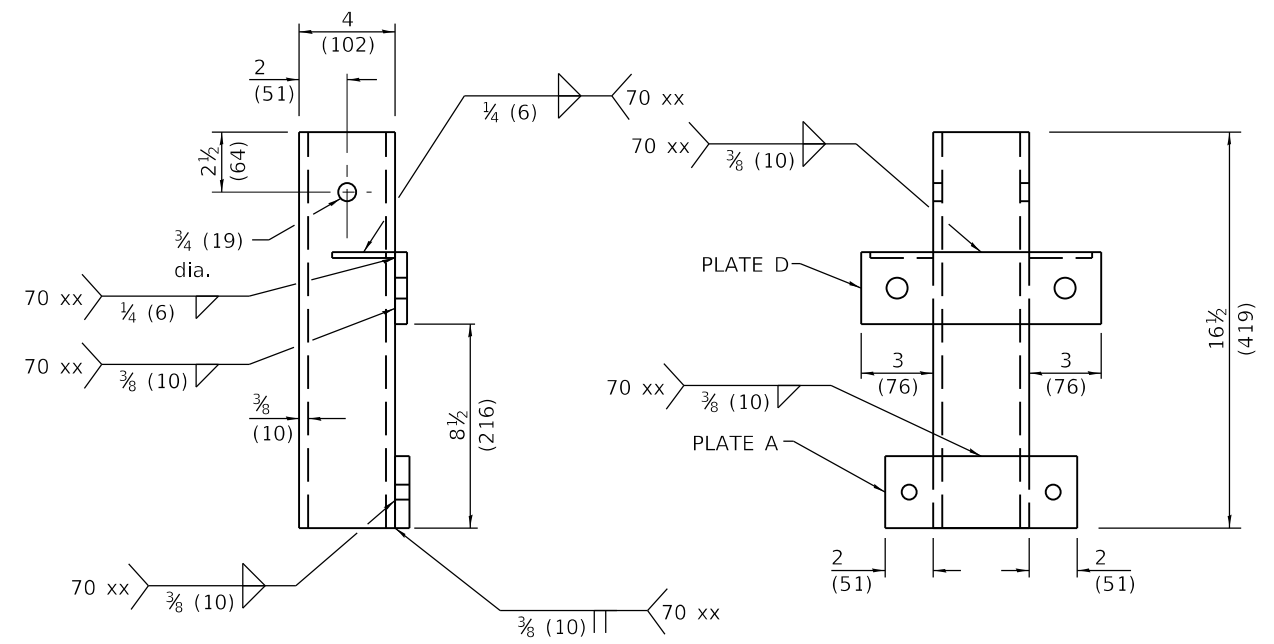 4
(102)
2
(51)
2½
(64)
¾ (19)
dia.
¼ (6)
70 xx
70 xx
¼ (6)
70 xx
⅜ (10)
⅜
(10)
8½
(216)
70 xx
⅜ (10)
⅜ (10)
70 xx
70 xx
⅜ (10)
PLATE D
3
(76)
3
(76)
16½
(419)
70 xx
⅜ (10)
PLATE A
2
(51)
2
(51)